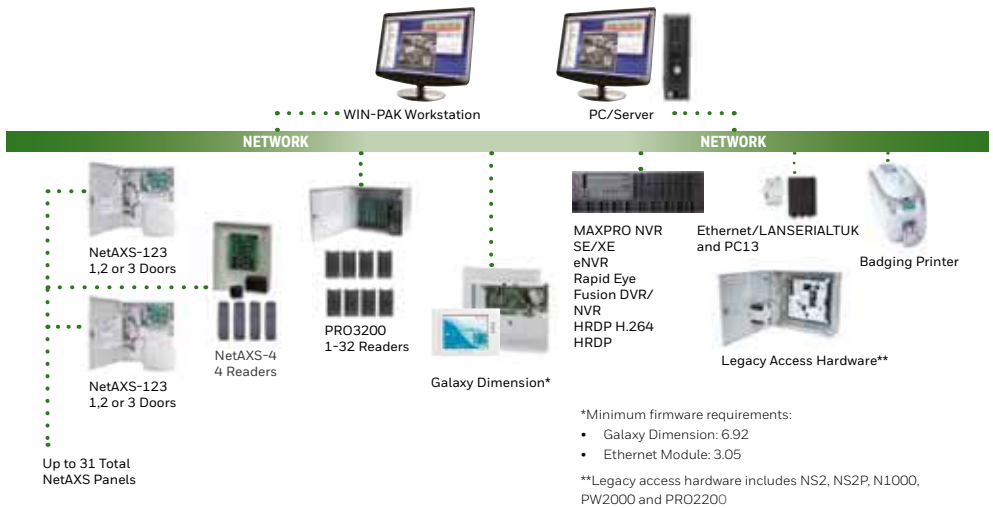 WIN-PAK Workstation
PC/Server
NETWORK
NETWORK
NetAXS-123
1,2 or 3 Doors
NetAXS-123
1,2 or 3 Doors
Up to 31 Total
NetAXS Panels
NetAXS-4
4 Readers
PRO3200
1-32 Readers
Galaxy Dimension*
MAXPRO NVR
SE/XE
eNVR
Rapid Eye
Fusion DVR/
NVR
HRDP H.264
HRDP
Ethernet/LANSERIALTUK
and PC13
Badging Printer
Legacy Access Hardware**
*Minimum firmware requirements:
• Galaxy Dimension: 6.92
• Ethernet Module: 3.05
**Legacy access hardware includes NS2, NS2P, N1000,
PW2000 and PRO2200